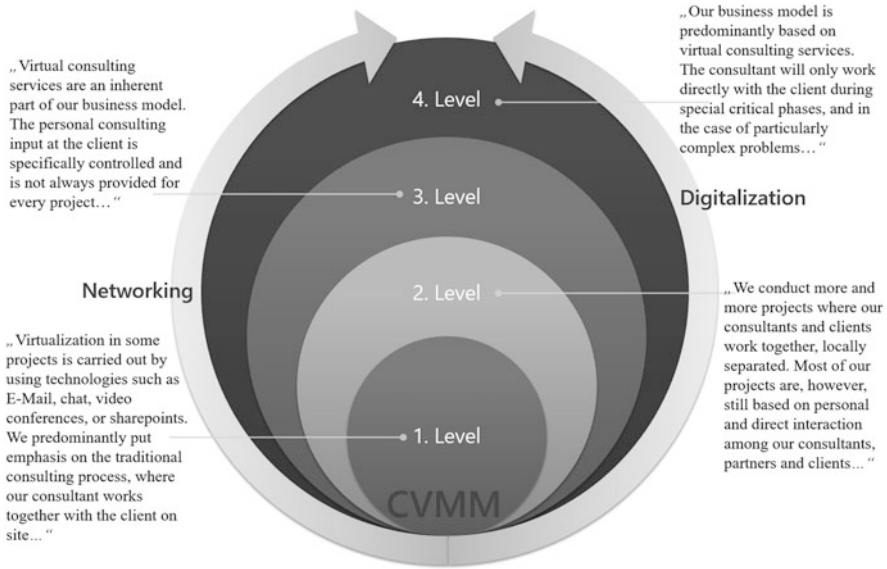 „Virtual consulting
services are an inherent
part of our business model.
The personal consulting
input at the client is
specifically controlled and
is not always provided for
every project… “
„Our business model is
predominantly based on
virtual consulting services.
The consultant will only work
directly with the client during
special critical phases, and in
the case of particularly
complex problems… “
4. Level
3. Level
Digitalization
Networking
2. Level
„Virtualization in some
projects is carried out by
using technologies such as
E-Mail, chat, video
conferences, or sharepoints.
We predominantly put
emphasis on the traditional
consulting process, where
our consultant works
together with the client on
site… “
„We conduct more and
more projects where our
consultants and clients
work together, locally
separated. Most of our
projects are, however,
still based on personal
and direct interaction
among our consultants,
partners and clients... “
1. Level
CVMM